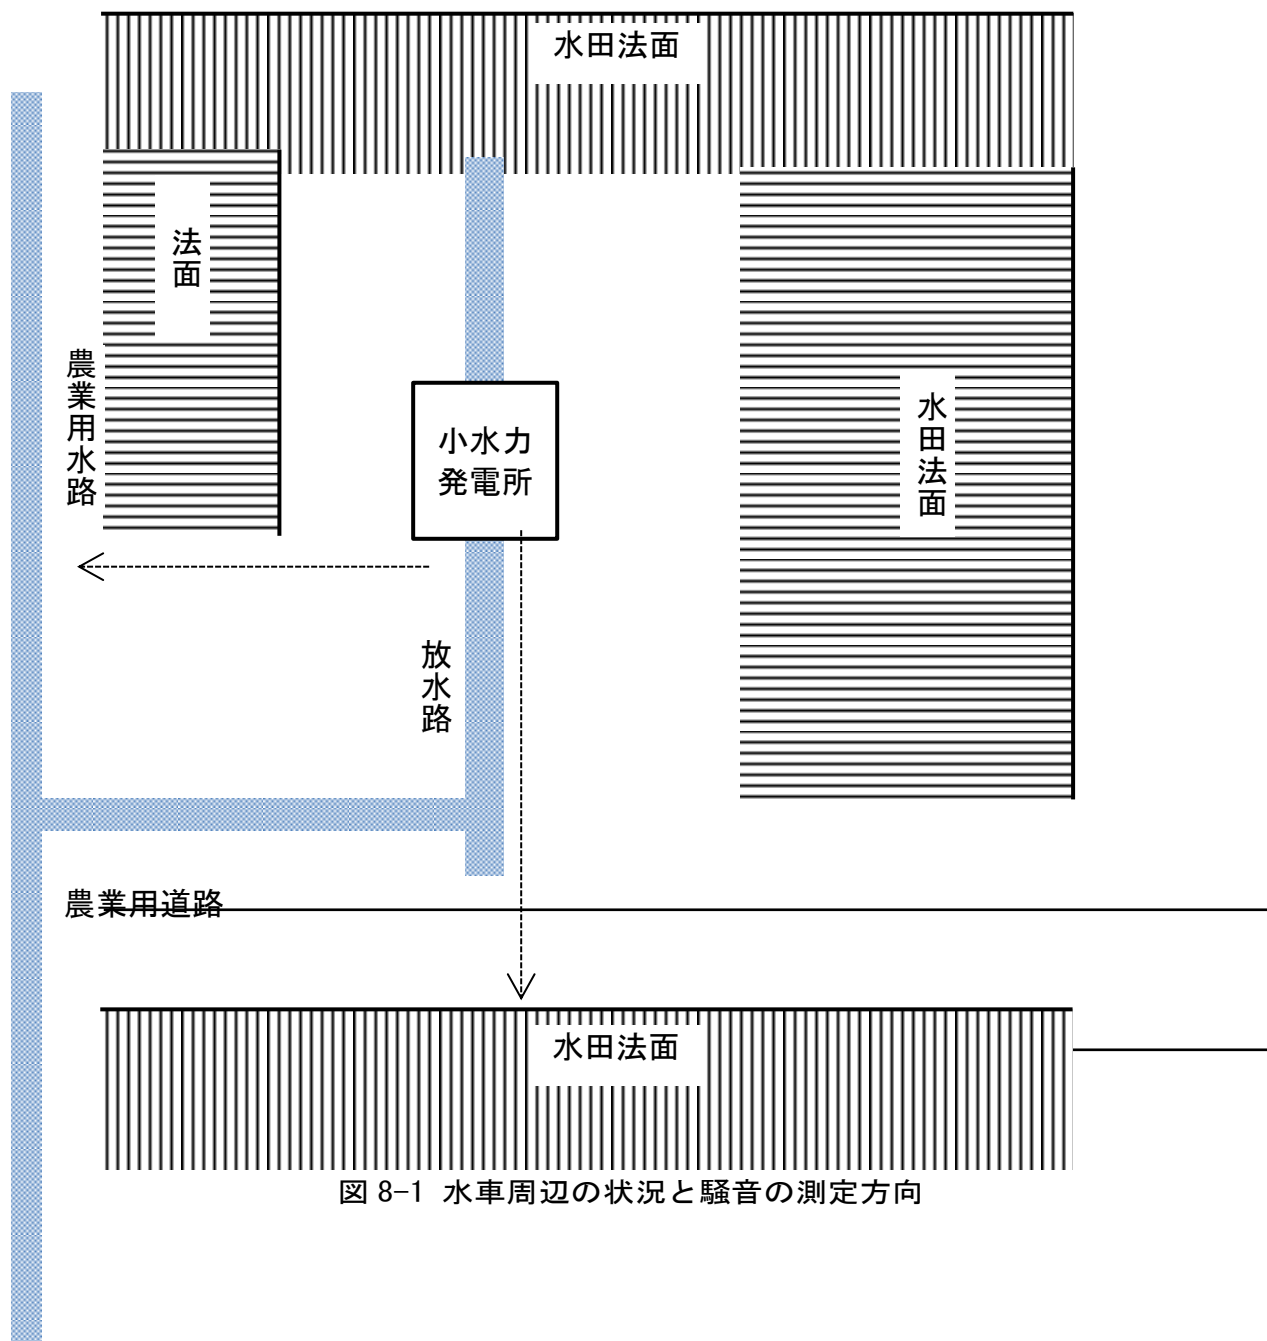 水田法面
法面
農業用水路
小水力
発電所
水田法面
放水路
農業用道路
水田法面
図 8-1 水車周辺の状況と騒音の測定方向